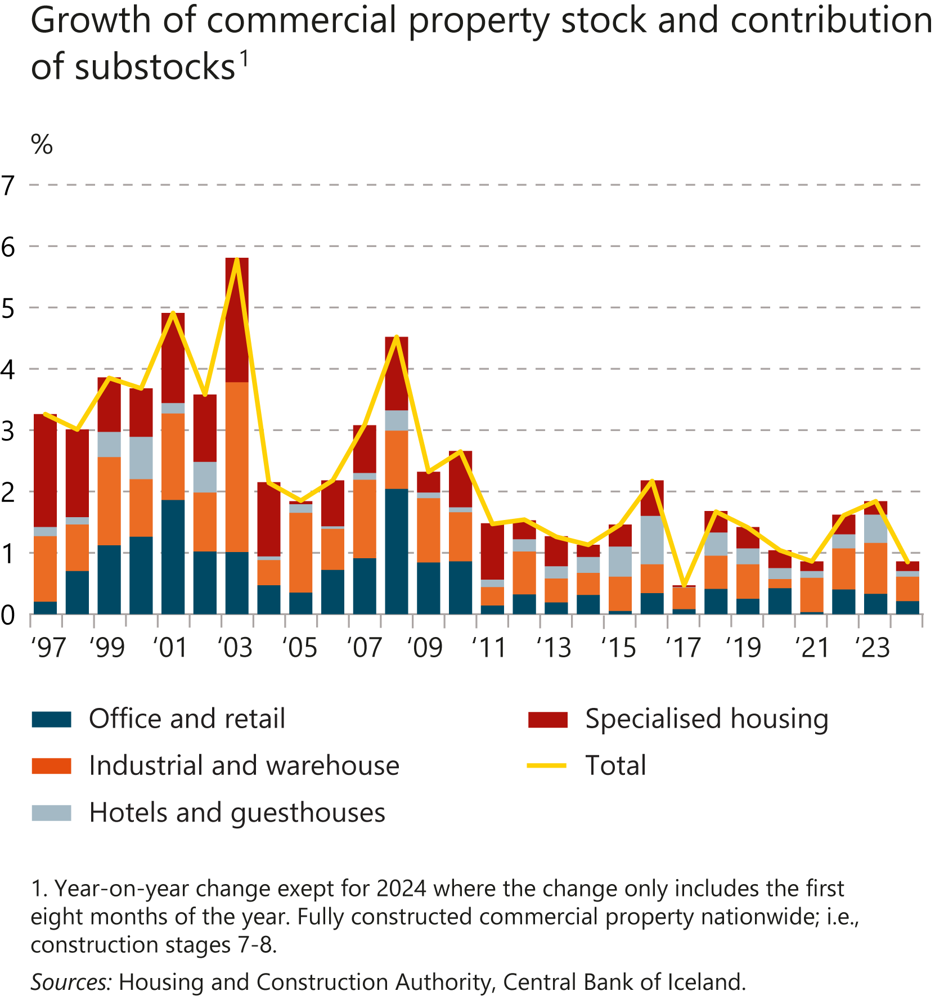 Growth of commercial property stock and contribution
of substocks¹
%
7
6
5
4
3
2
1
0
‘97 ‘99 ‘01 ‘03 ‘05 ‘07 ‘09 ‘11 ‘13 ‘15 ‘17 ‘19 ‘21 ‘23
Office and retail
Industrial and warehouse
Hotels and guesthouses
Specialised housing
Total
1. Year-on-year change exept for 2024 where the change only includes the first
eight months of the year. Fully constructed commercial property nationwide; i.e.,
construction stages 7-8.
Sources: Housing and Construction Authority, Central Bank of Iceland.